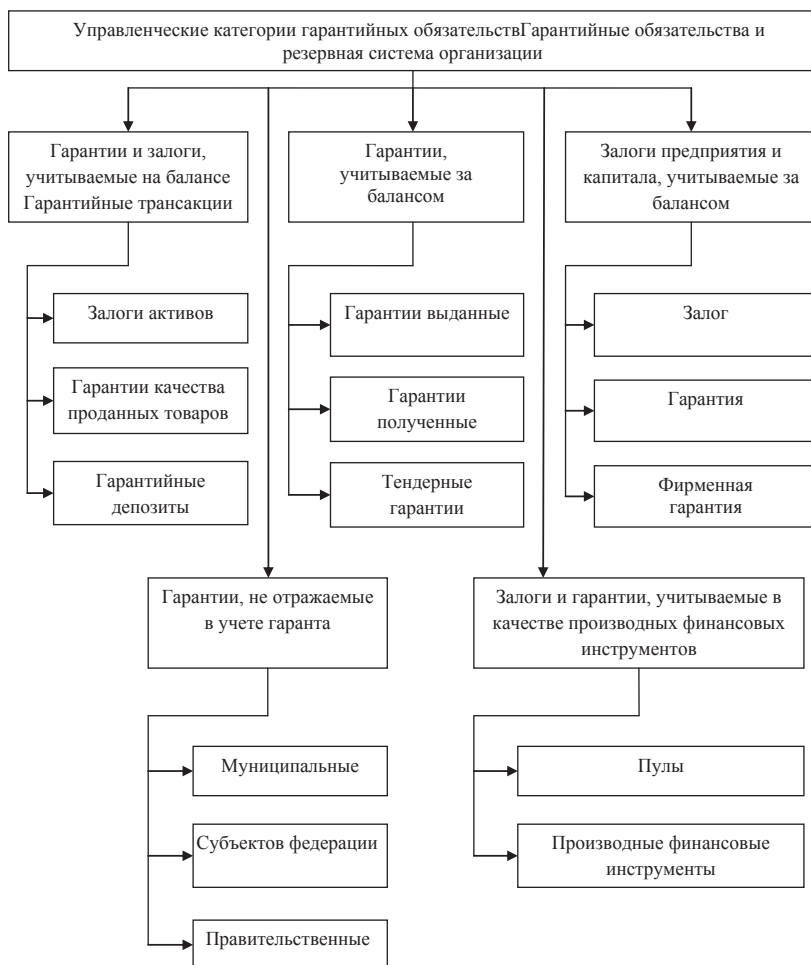 Управленческие категории гарантийных обязательствГарантийные обязательства и
резервная система организации
Гарантии и залоги,
учитываемые на балансе
Гарантийные трансакции
Гарантии,
учитываемые за
балансом
Залоги предприятия и
капитала, учитываемые за
балансом
Залоги активов
Гарантии качества
проданных товаров
Гарантийные
депозиты
Гарантии выданные
Гарантии
полученные
Тендерные
гарантии
Залог
Гарантия
Фирменная
гарантия
Гарантии, не отражаемые
в учете гаранта
Залоги и гарантии, учитываемые в
качестве производных финансовых
инструментов
Муниципальные
Субъектов федерации
Правительственные
Пулы
Производные финансовые
инструменты